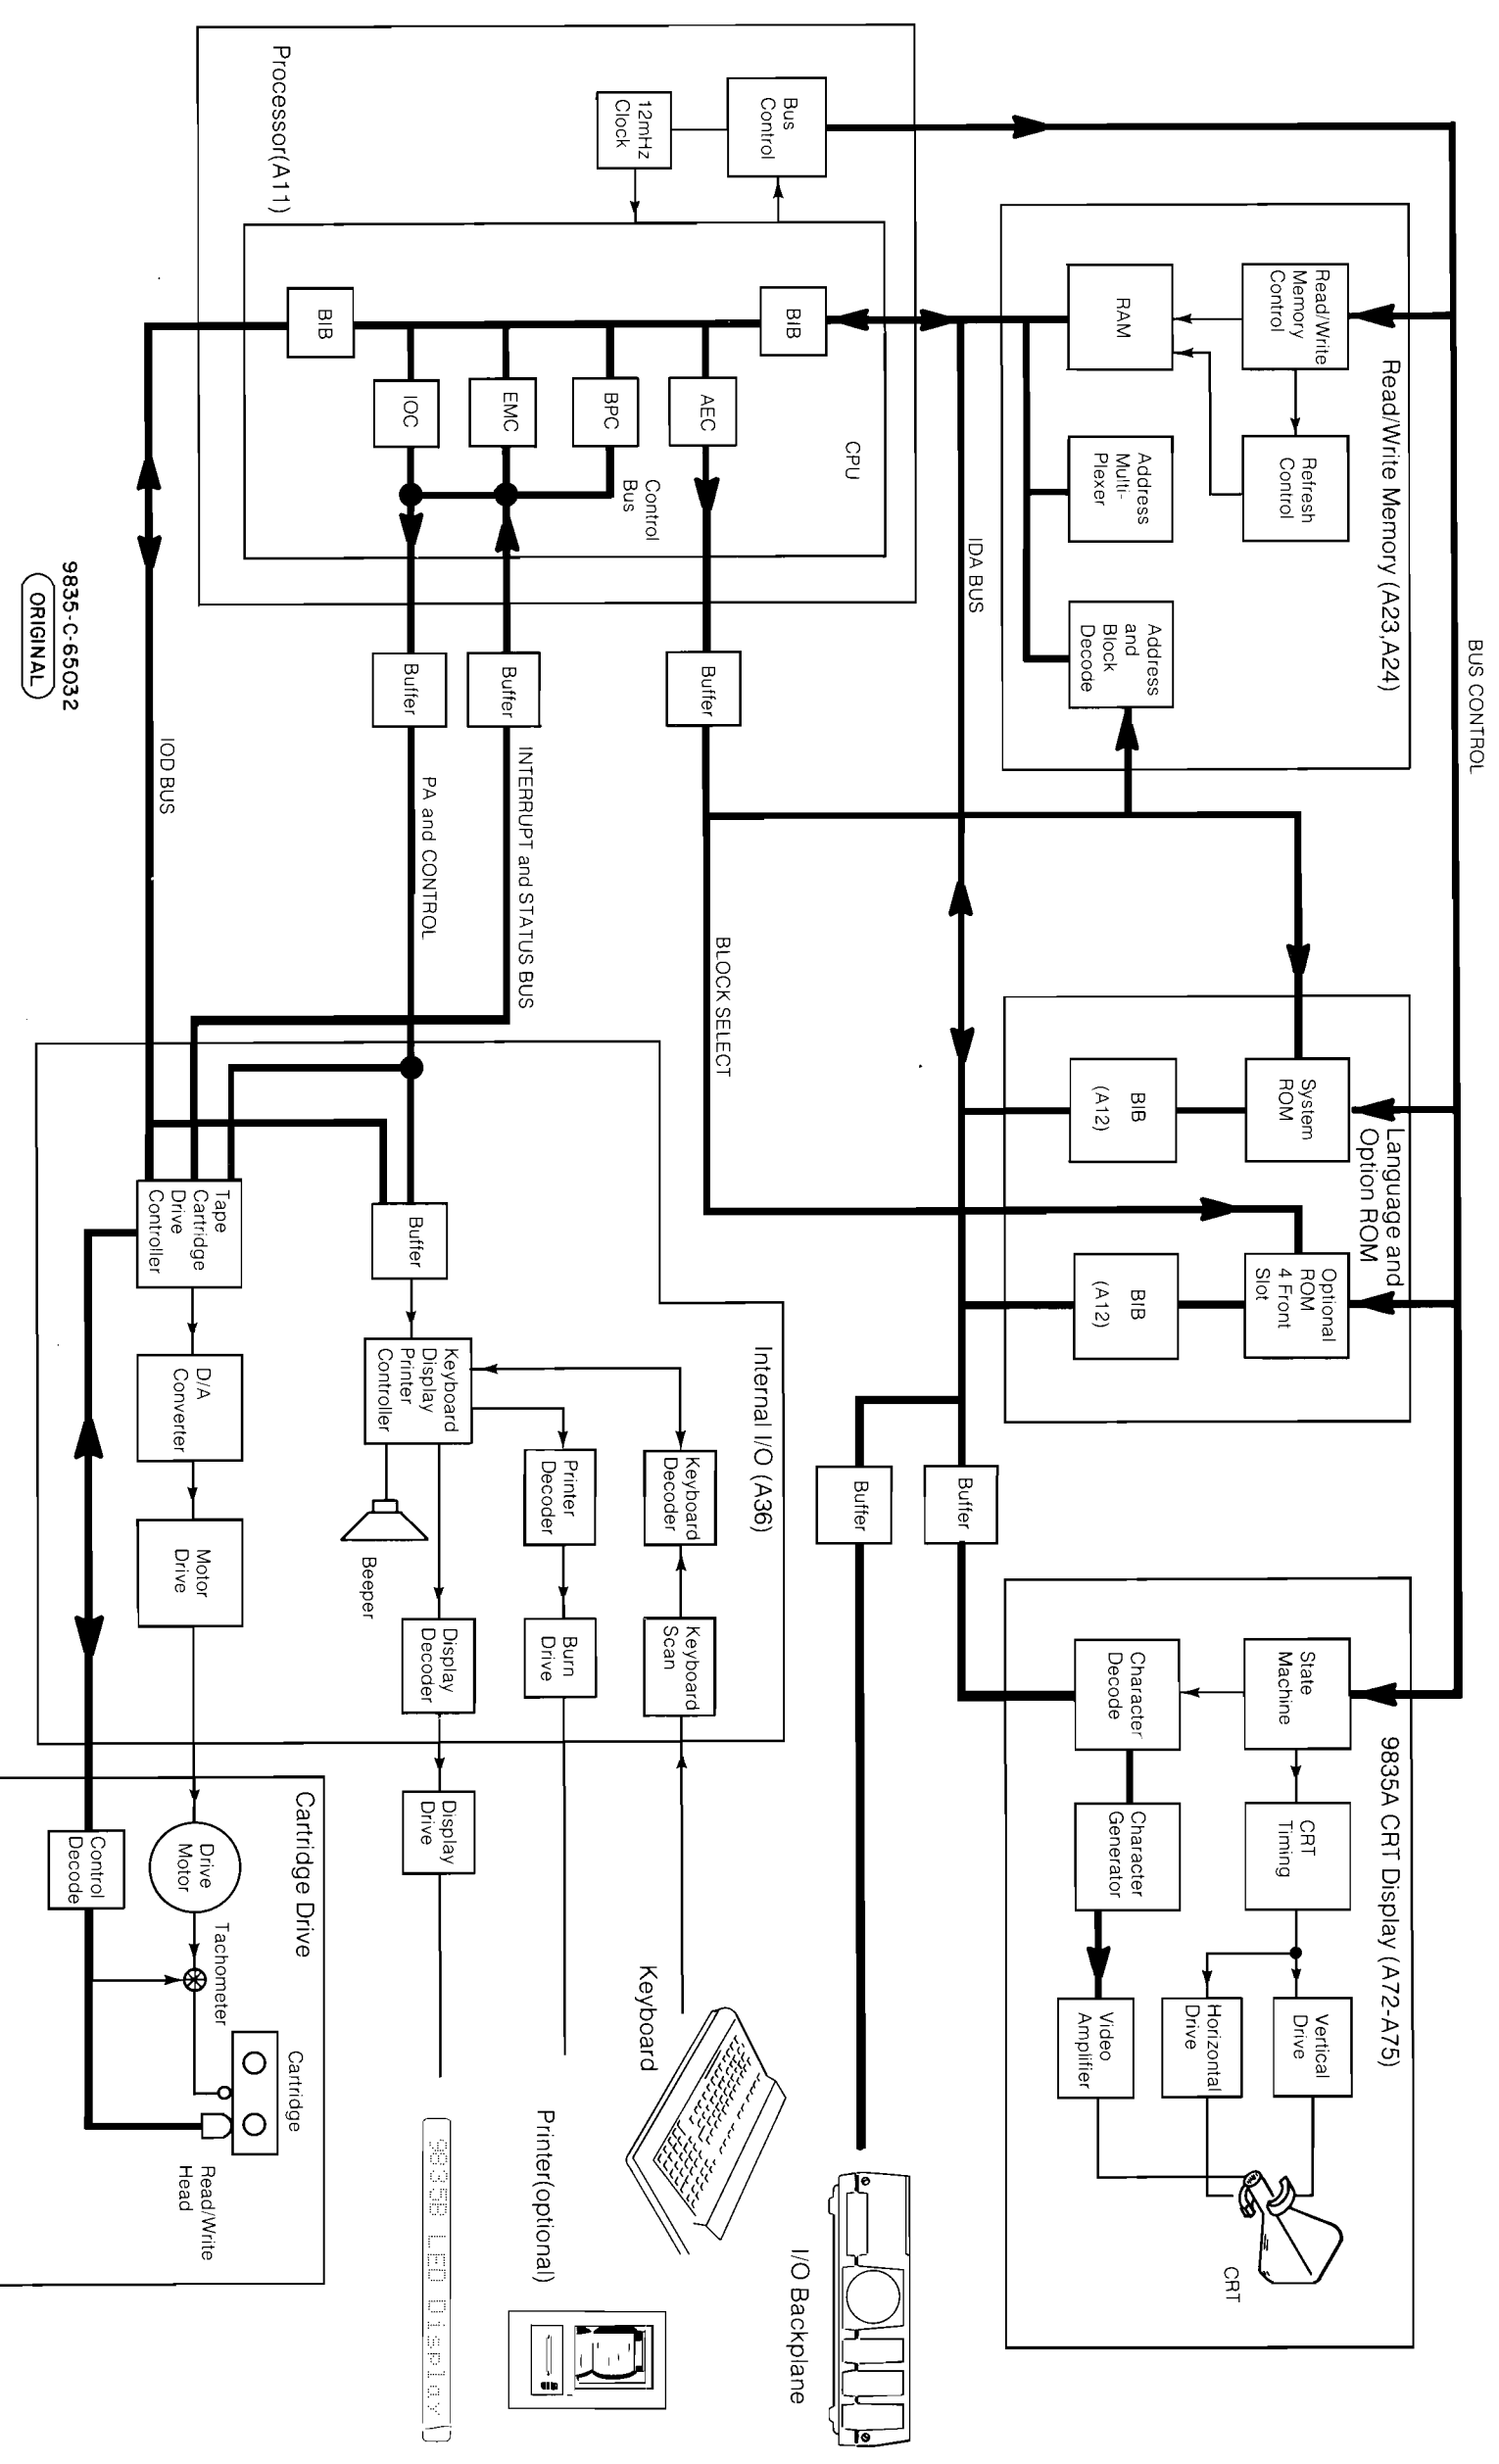 BUS CONTROL
Read/Write Memory (A23,A24)
Read/Write
Memory
Control
Refresh
Control
RAM
Address
Multi-
Plexer
Address
and
Block
Decode
Language and
Option ROM
System
ROM
BIB
(A12)
Optional
ROM
4 Front
Slot
BIB
(A12)
9835A CRT Display (A72-A75)
State
Machine
CRT
Timing
Vertical
Drive
Horizontal
Drive
Character
Decode
Character
Generator
Video
Amplifier
CRT
Processor(A11)
Bus
Control
12mHz
Clock
CPU
BIB
AEC
BPC
EMC
IOC
BIB
Control
Bus
IDA BUS
Buffer
Buffer
Buffer
BLOCK SELECT
Buffer
INTERRUPT and STATUS BUS
Buffer
PA and CONTROL
IOD BUS
Buffer
Buffer
I/O Backplane
Internal I/O (A36)
Keyboard
Decoder
Keyboard
Scan
Keyboard
Printer
Decoder
Burn
Drive
Printer(optional)
Keyboard
Display
Printer
Controller
Beeper
Display
Decoder
Display
Drive
9835B LED Display
Tape
Cartridge
Drive
Controller
D/A
Converter
Motor
Drive
Cartridge Drive
Drive
Motor
Tachometer
Cartridge
Read/Write
Head
Control
Decode
9835-C-65032
ORIGINAL